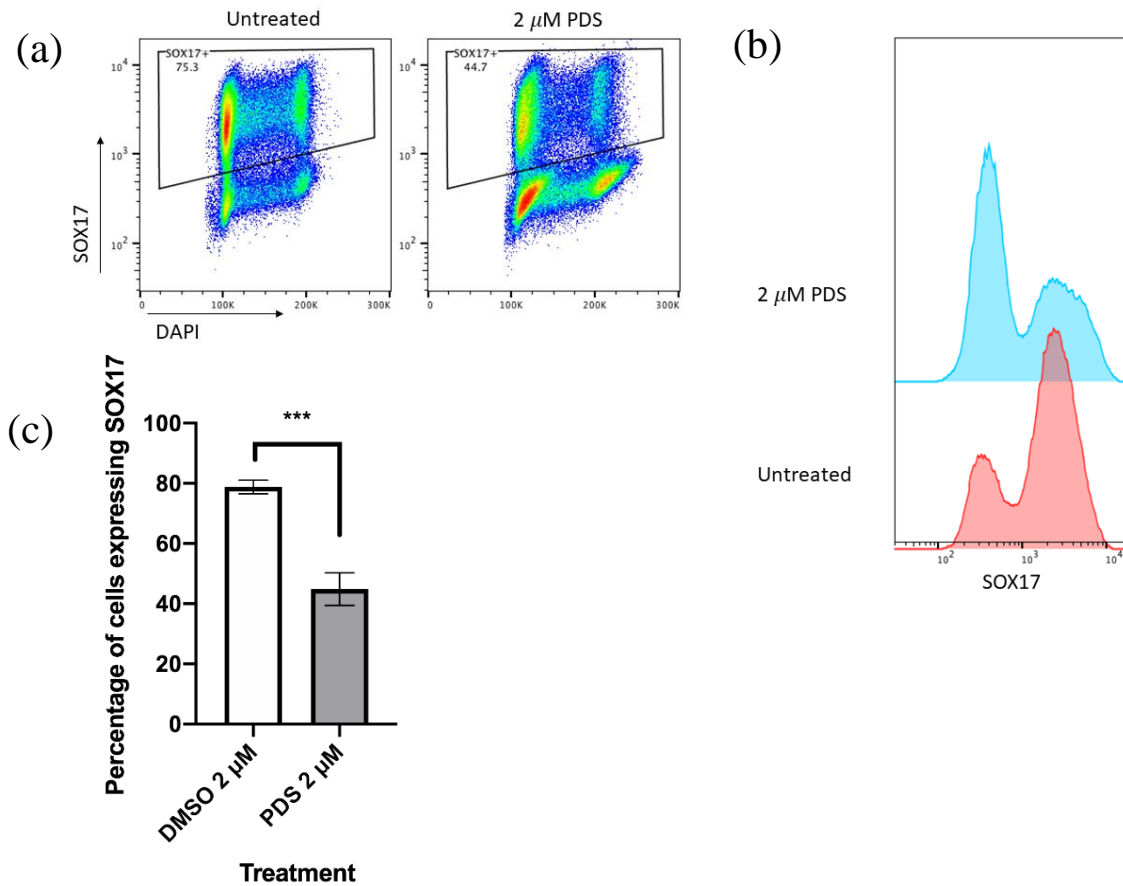 (a)
Untreated
2 μM PDS
(b)
SOX17+
75.3
SOX17+
44.7
10⁴
10³
10²
SOX17
0
100K
200K
300K
DAPI
10⁴
10³
10²
0
100K
200K
300K
2 μM PDS
Untreated
10²
10³
10⁴
SOX17
(c)
Percentage of cells expressing SOX17
100
80
60
40
20
0
***
DMSO 2 μM
PDS 2 μM
Treatment